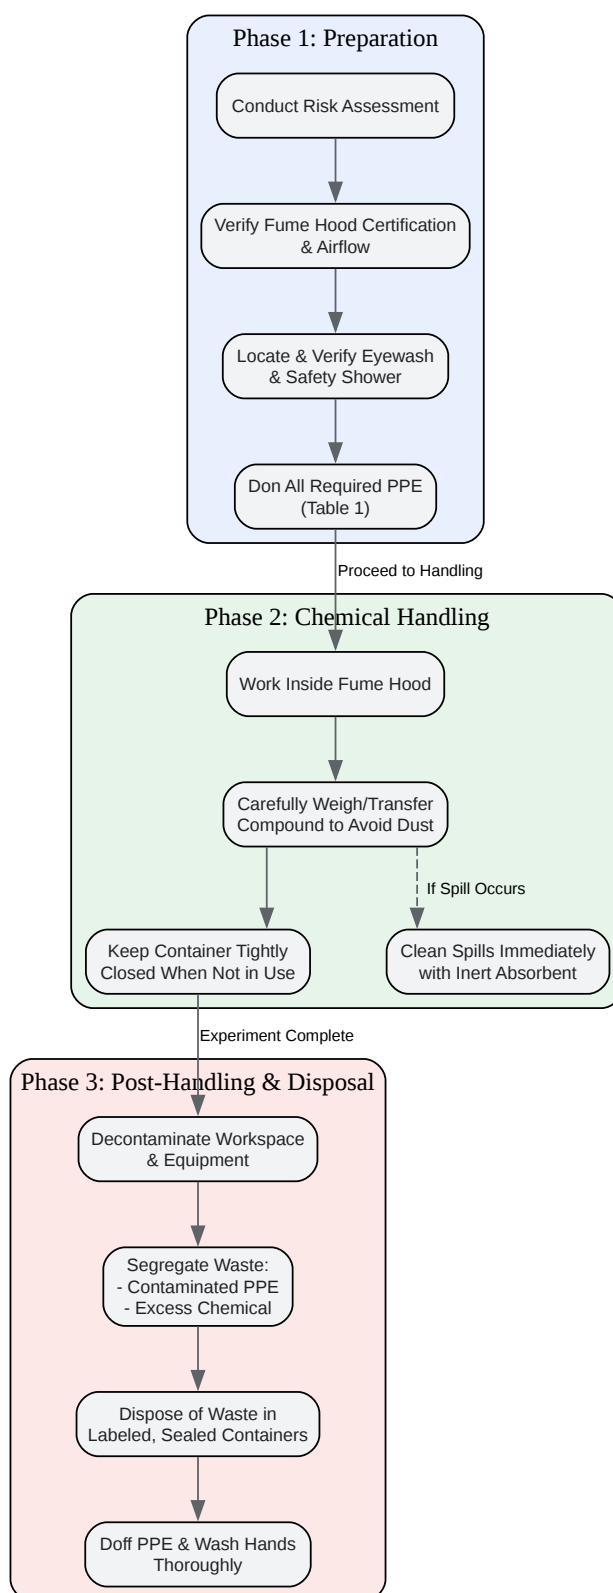 Phase 1: Preparation
Conduct Risk Assessment
Verify Fume Hood Certification
& Airflow
Locate & Verify Eyewash
& Safety Shower
Don All Required PPE
(Table 1)
Proceed to Handling
Phase 2: Chemical Handling
Work Inside Fume Hood
Carefully Weigh/Transfer
Compound to Avoid Dust
If Spill Occurs
Keep Container Tightly
Closed When Not in Use
Clean Spills Immediately
with Inert Absorbent
Experiment Complete
Phase 3: Post-Handling & Disposal
Decontaminate Workspace
& Equipment
Segregate Waste:
- Contaminated PPE
- Excess Chemical
Dispose of Waste in
Labeled, Sealed Containers
Doff PPE & Wash Hands
Thoroughly